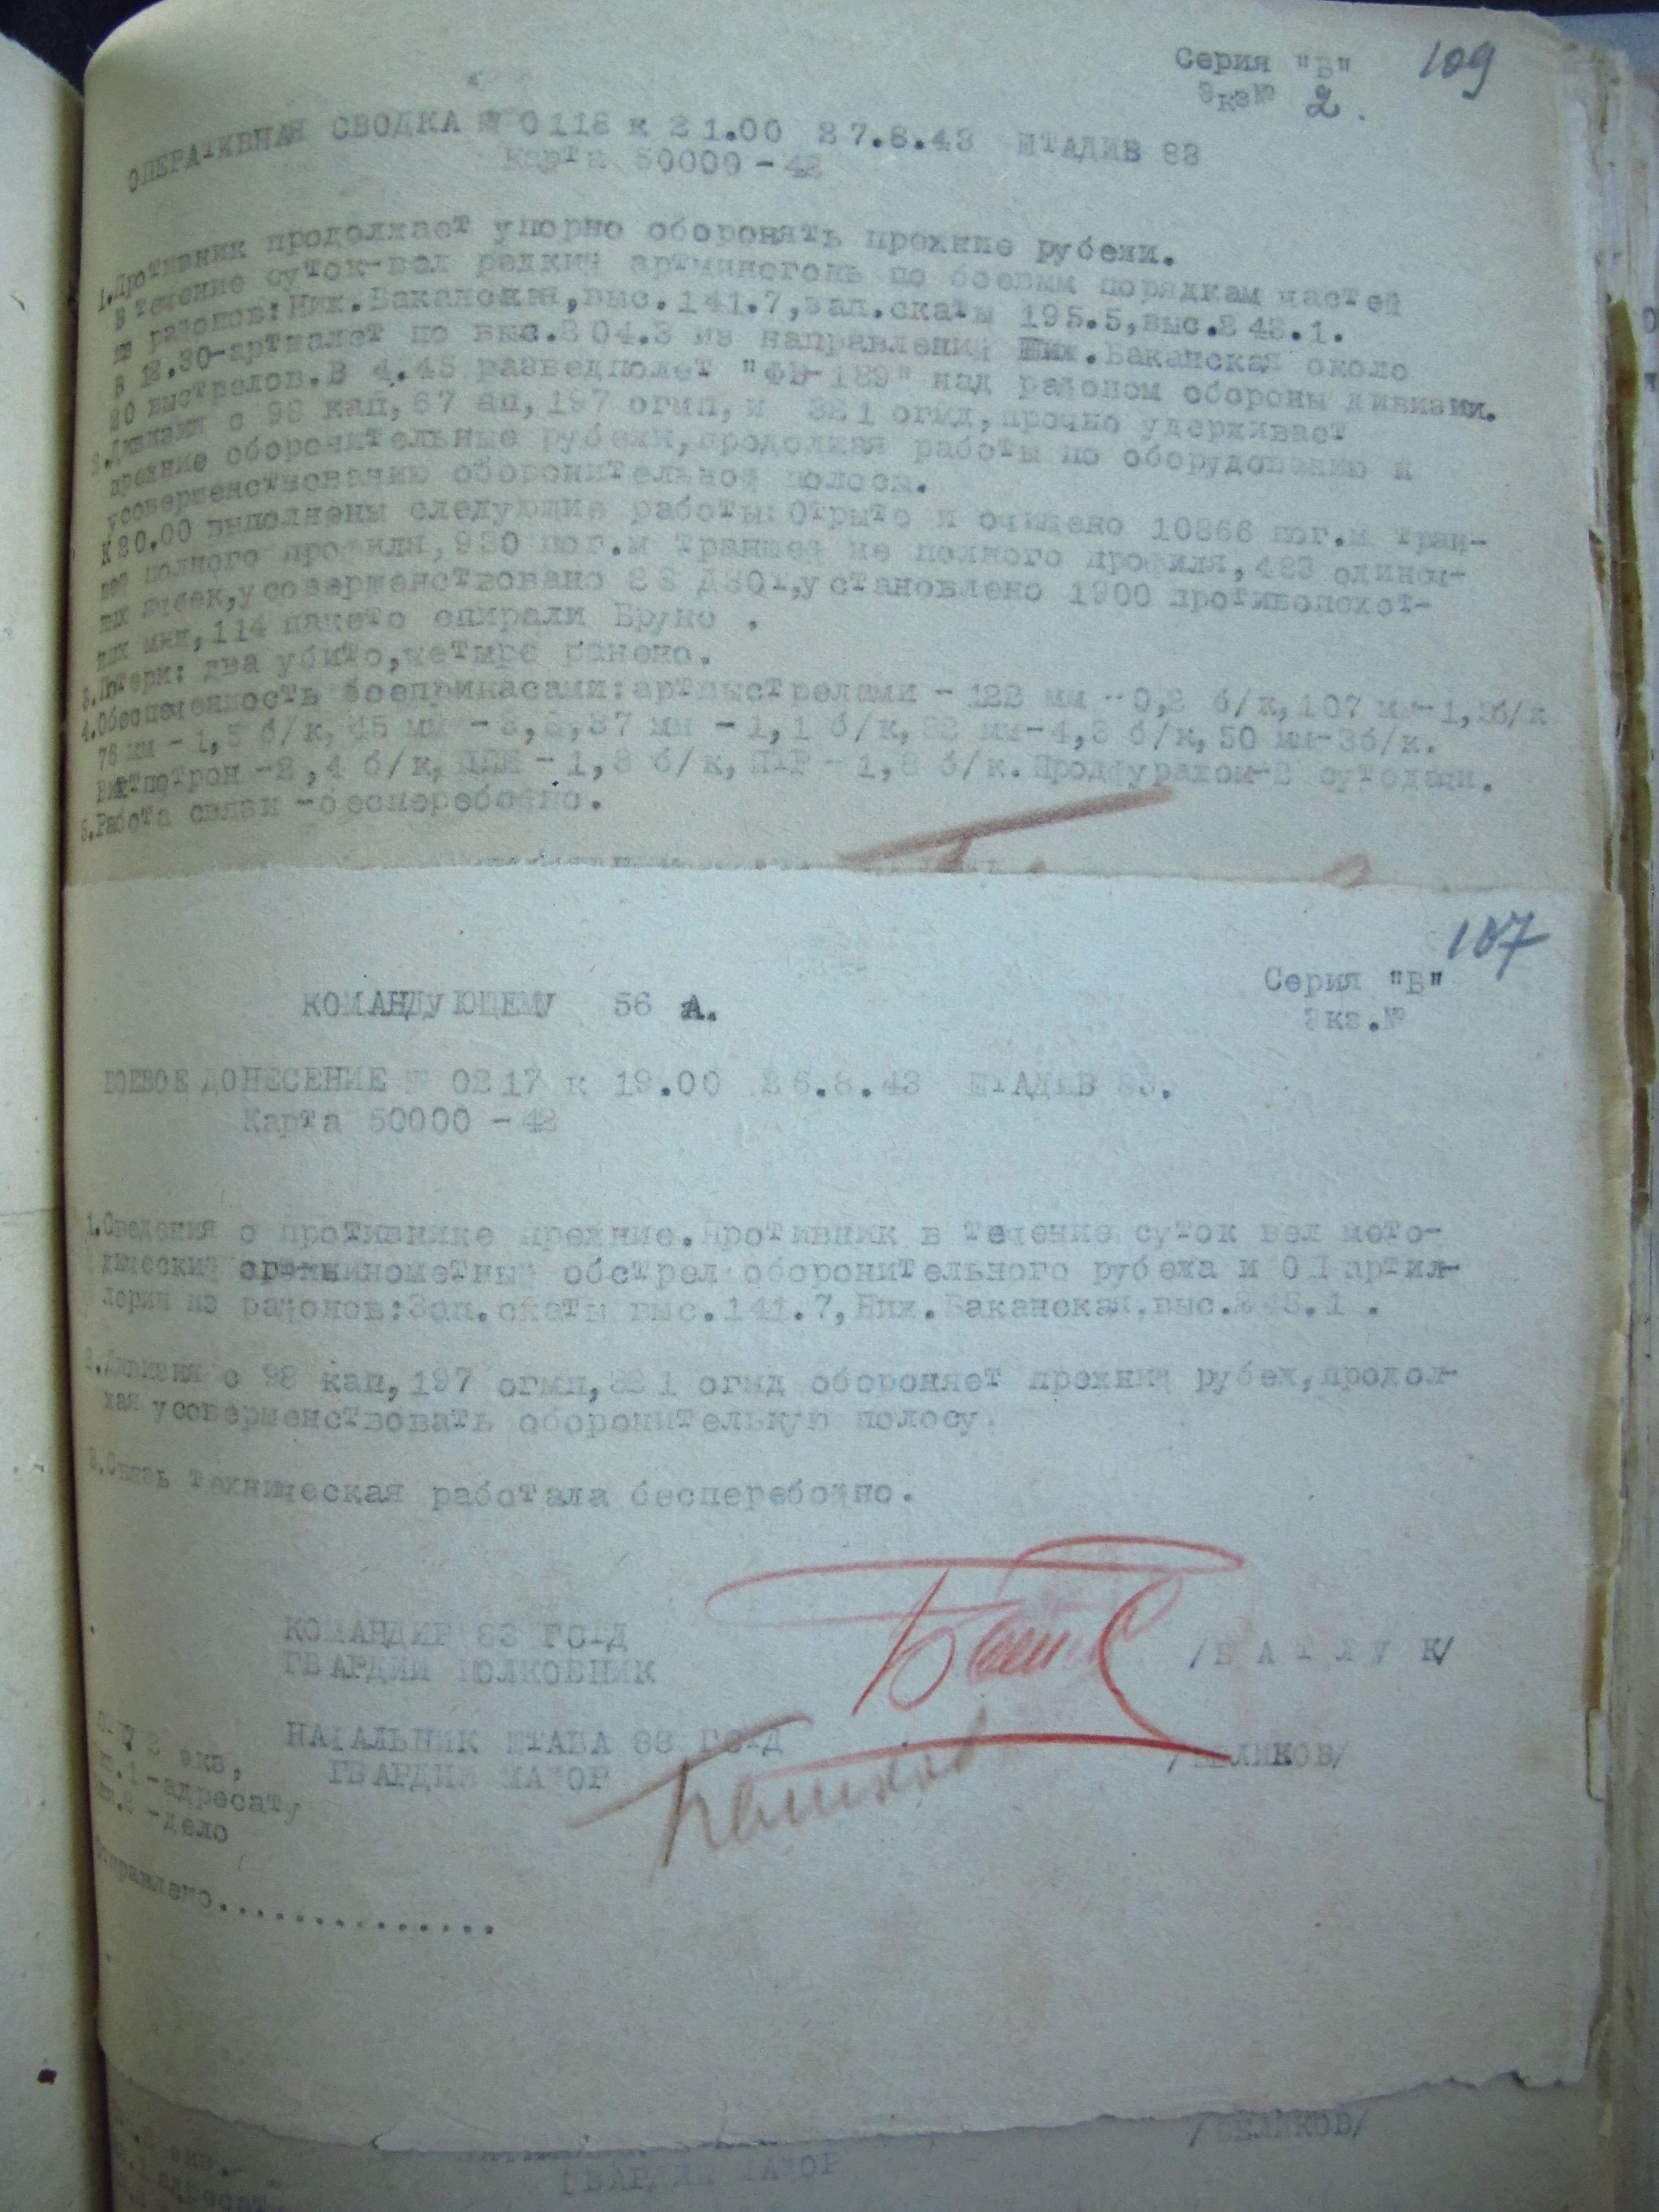 109
Серия "Б"
Экз№ 2.
ОПЕРАТИВНАЯ СВОДКА № 0118 к 21.00 27.8.43 ШТАДИВ 83
Карта 50000-42
1.Противник продолжает упорно оборонять прежние рубежи.
В течение суток-вел редкий артминогонь по боевым порядкам частей
из районов:Ниж.Баканская,выс.141.7,зап.скаты 195.5,выс.243.1.
В 12.30-артналет по выс.304.3 из направлений Ниж.Баканская около
20 выстрелов.В 4.45 разведполет "ФВ-189" над районом обороны дивизии.
2.Дивизия с 98 кап,67 ап,197 огмп,и 321 огмд,прочно удерживает
прежние оборонительные рубежи,продолжая работы по оборудованию и
усовершенствованию оборонительной полосы.
К 20.00 выполнены следующие работы:Отрыто и очищено 10866 пог.м тран-
шей полного профиля,930 пог.м траншей не полного профиля,483 одиноч-
ных ячеек,усовершенствовано 22 ДЗОТ,установлено 1900 противопехот-
ных мин,114 пакето спирали Бруно .
3.Потери: два убито,четыре ранено.
4.Обеспеченность боеприпасами:артвыстрелами - 122 мм --0,2 б/к,107 мм-1,3б/к
76 мм - 1,5 б/к, 45 мм - 3,3,37 мм - 1,1 б/к,82 мм-4,3 б/к,50 мм-3б/к.
Винтпатрон -2,4 б/к,ППШ - 1,3 б/к, ПТР - 1,8 б/к.Продфуражом-2 сутодачи.
5.Работа связи -бесперебойно.
107
Серия "Б"
Экз.№
КОМАНДУЮЩЕМУ 56 А.
БОЕВОЕ ДОНЕСЕНИЕ № 0217 к 19.00 26.8.43 ШТАДИВ 83.
Карта 50000 -42
1.Сведения о противнике прежние.Противник в течение суток вел мето-
дический артминометный обстрел оборонительного рубежа и ОП артил-
лерии из районов:Зап.скаты выс.141.7,Ниж.Баканская.выс.243.1 .
2.Дивизия с 98 кап,197 огмп,321 огмд обороняет прежний рубеж,продол-
жая усовершенствовать оборонительную полосу.
3.Связь техническая работала бесперебойно.
КОМАНДИР 83 ГСТД
ГВАРДИИ ПОЛКОВНИК
/Б А Т Л У К/
НАЧАЛЬНИК ШТАБА 83 ГСТД
ГВАРДИИ МАЙОР
/БЕЛИКОВ/
2 экз,
1-адресату
2-дело
Отправлено...............
/БЕЛИКОВ/
ГВАРДИИ МАЙОР